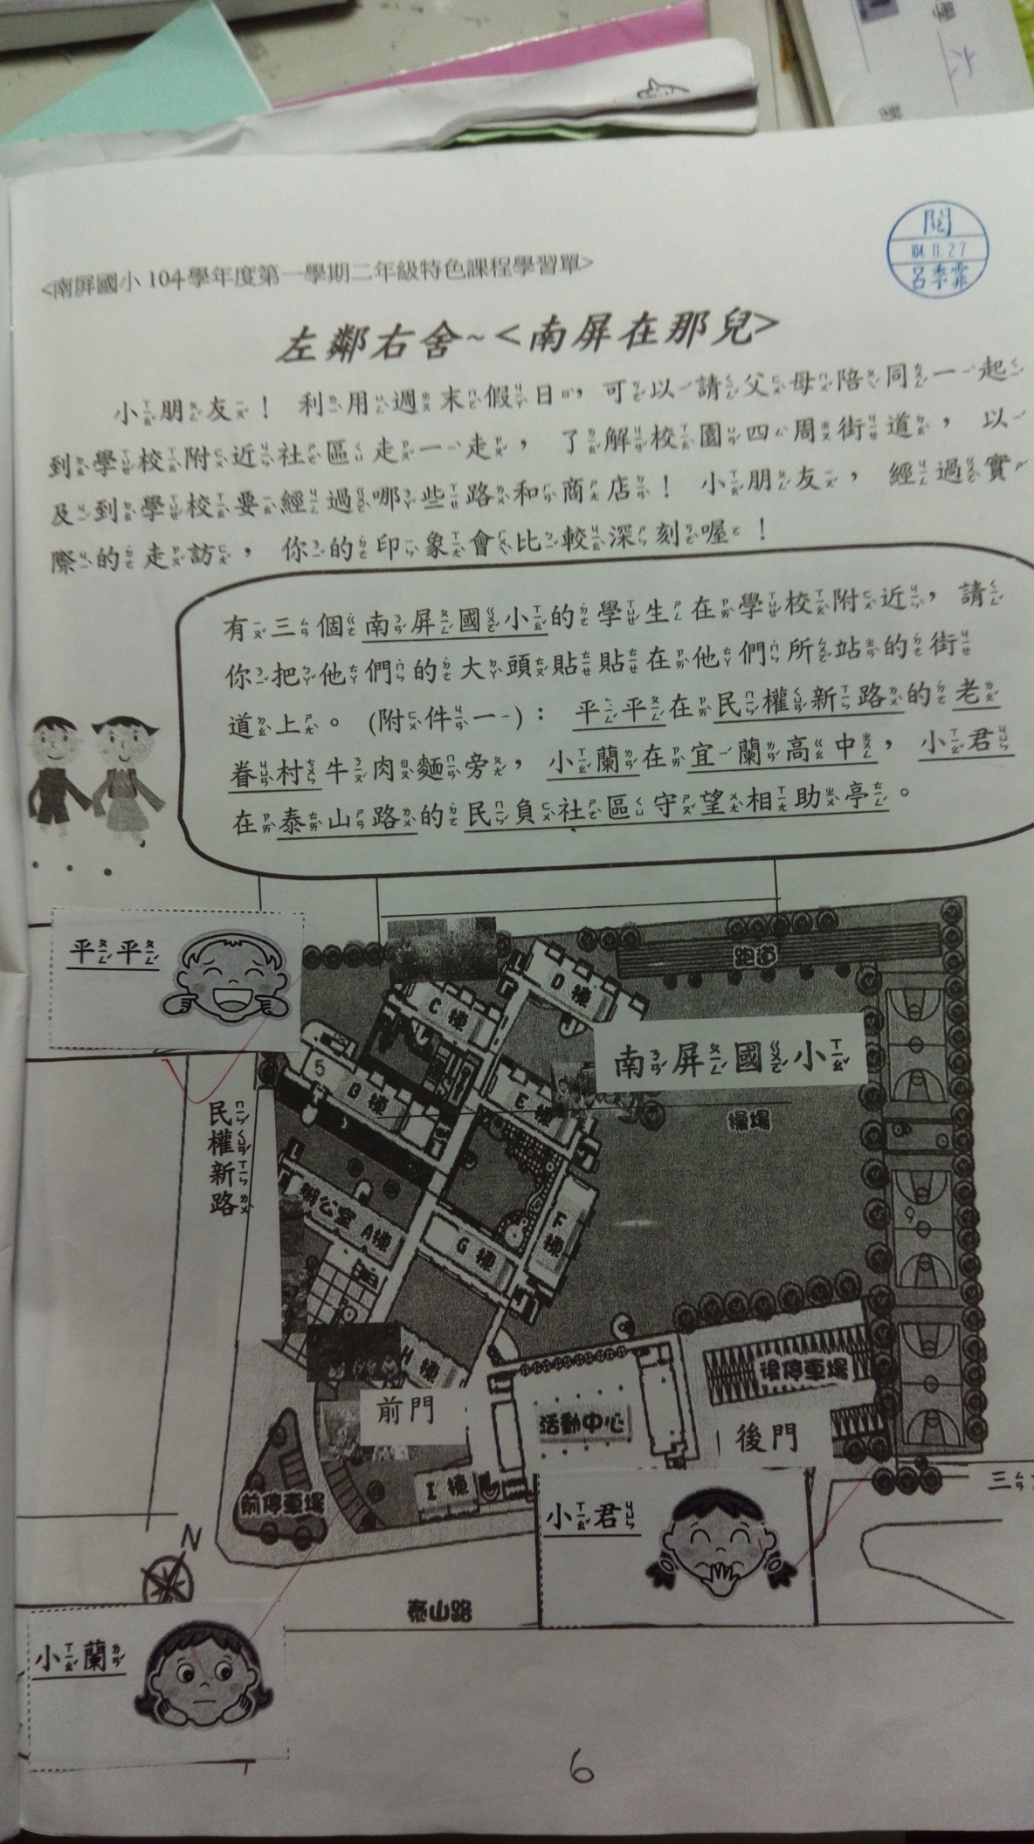 學
閱
104.11.27
呂季霏
<南屏國小 104 學年度第一學期二年級特色課程學習單>
左鄰右舍~<南屏在那兒>
小朋友！ 利用週末假日，可以請父母陪同一起
到學校附近社區走一走， 了解校園四周街道， 以
及到學校要經過哪些路和商店！ 小朋友， 經過實
際的走訪， 你的印象會比較深刻喔！
有三個南屏國小的學生在學校附近， 請
你把他們的大頭貼貼在他們所站的街
道上。 (附件一)： 平平在民權新路的老
眷村牛肉麵旁， 小蘭在宜蘭高中， 小君
在泰山路的民負社區守望相助亭。
平平
跑道
D 棟
C 棟
南屏國小
5
B 棟
E 棟
操場
民權新路
辦公室 A棟
G 棟
F棟
H 棟
後停車場
前門
活動中心
後門
I 棟
前停車場
小君
三
N
泰山路
小蘭
6